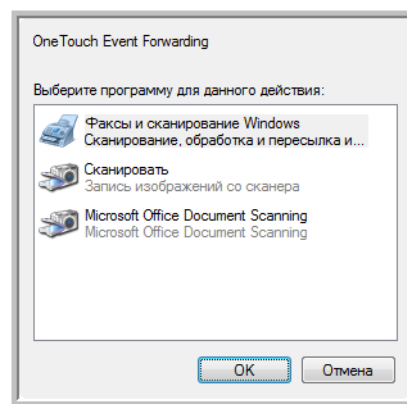 OneTouch Event Forwarding
Выберите программу для данного действия:
Факсы и сканирование Windows
Сканирование, обработка и пересылка и...
Сканировать
Запись изображений со сканера
Microsoft Office Document Scanning
Microsoft Office Document Scanning
OK
Отмена